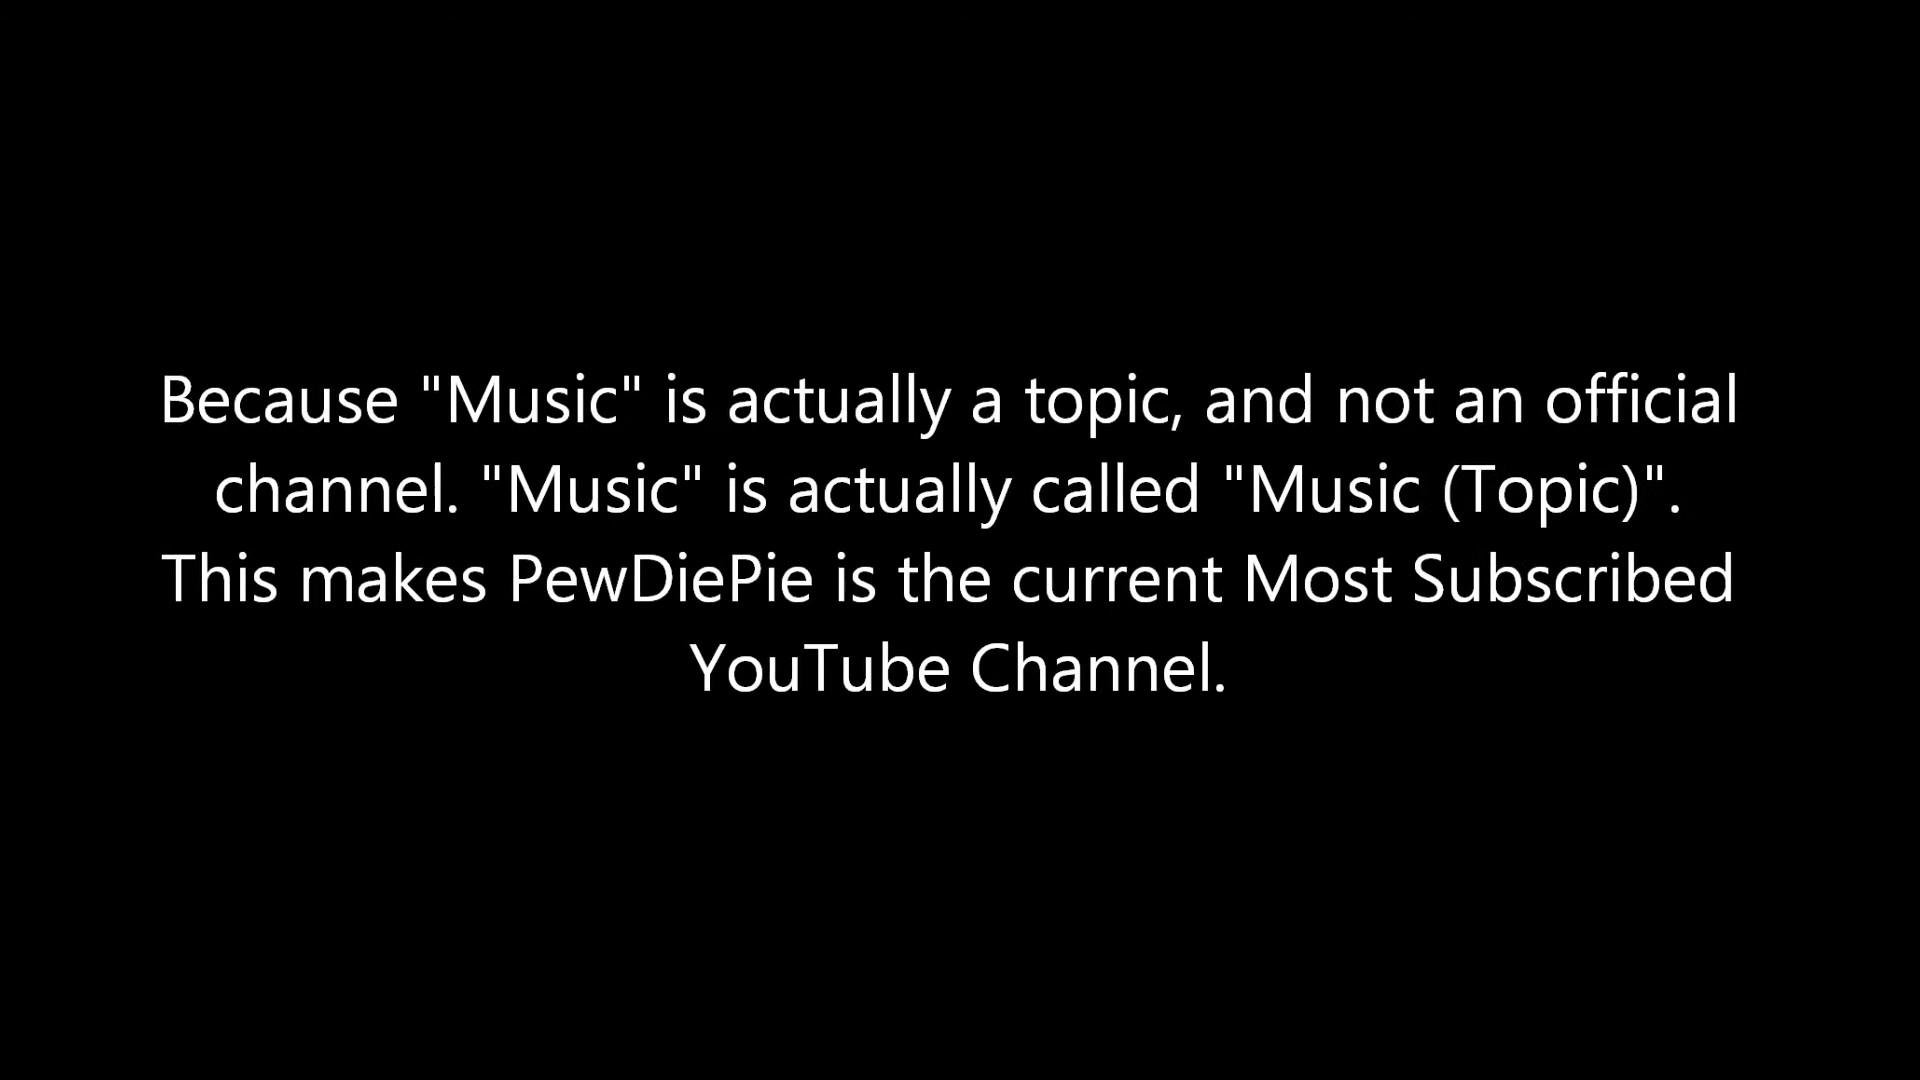 Because "Music" is actually a topic, and not an official
channel. "Music" is actually called "Music (Topic)".
This makes PewDiePie is the current Most Subscribed
YouTube Channel.